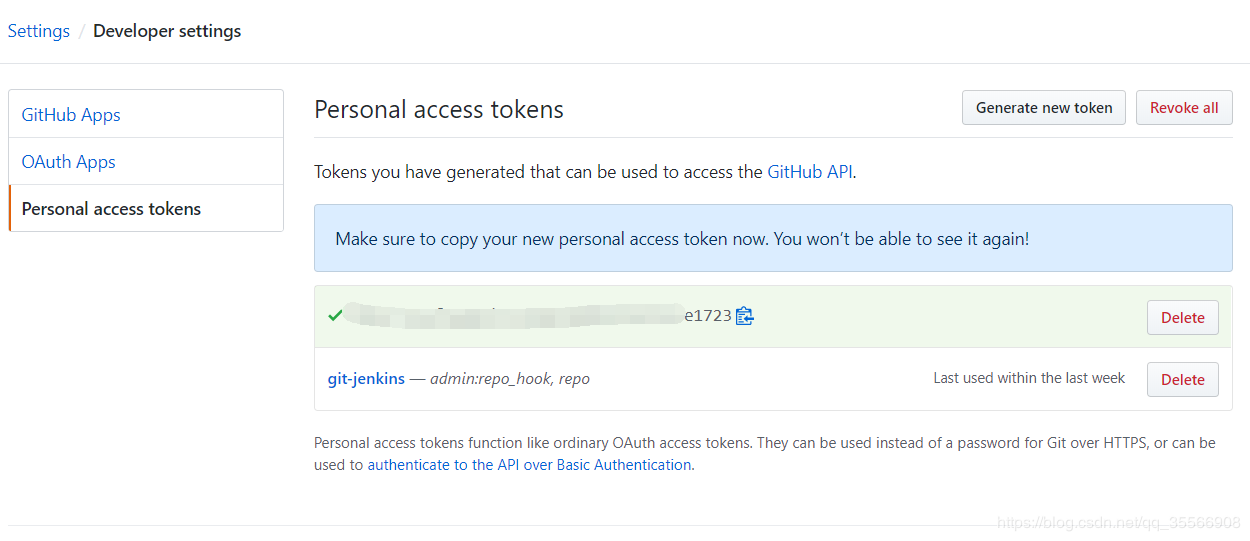 Settings / Developer settings
GitHub Apps
OAuth Apps
Personal access tokens
Personal access tokens
Generate new token
Revoke all
Tokens you have generated that can be used to access the GitHub API.
Make sure to copy your new personal access token now. You won’t be able to see it again!
e1723
Delete
git-jenkins — admin:repo_hook, repo
Last used within the last week
Delete
Personal access tokens function like ordinary OAuth access tokens. They can be used instead of a password for Git over HTTPS, or can be
used to authenticate to the API over Basic Authentication.
https://blog.csdn.net/qq_35566908